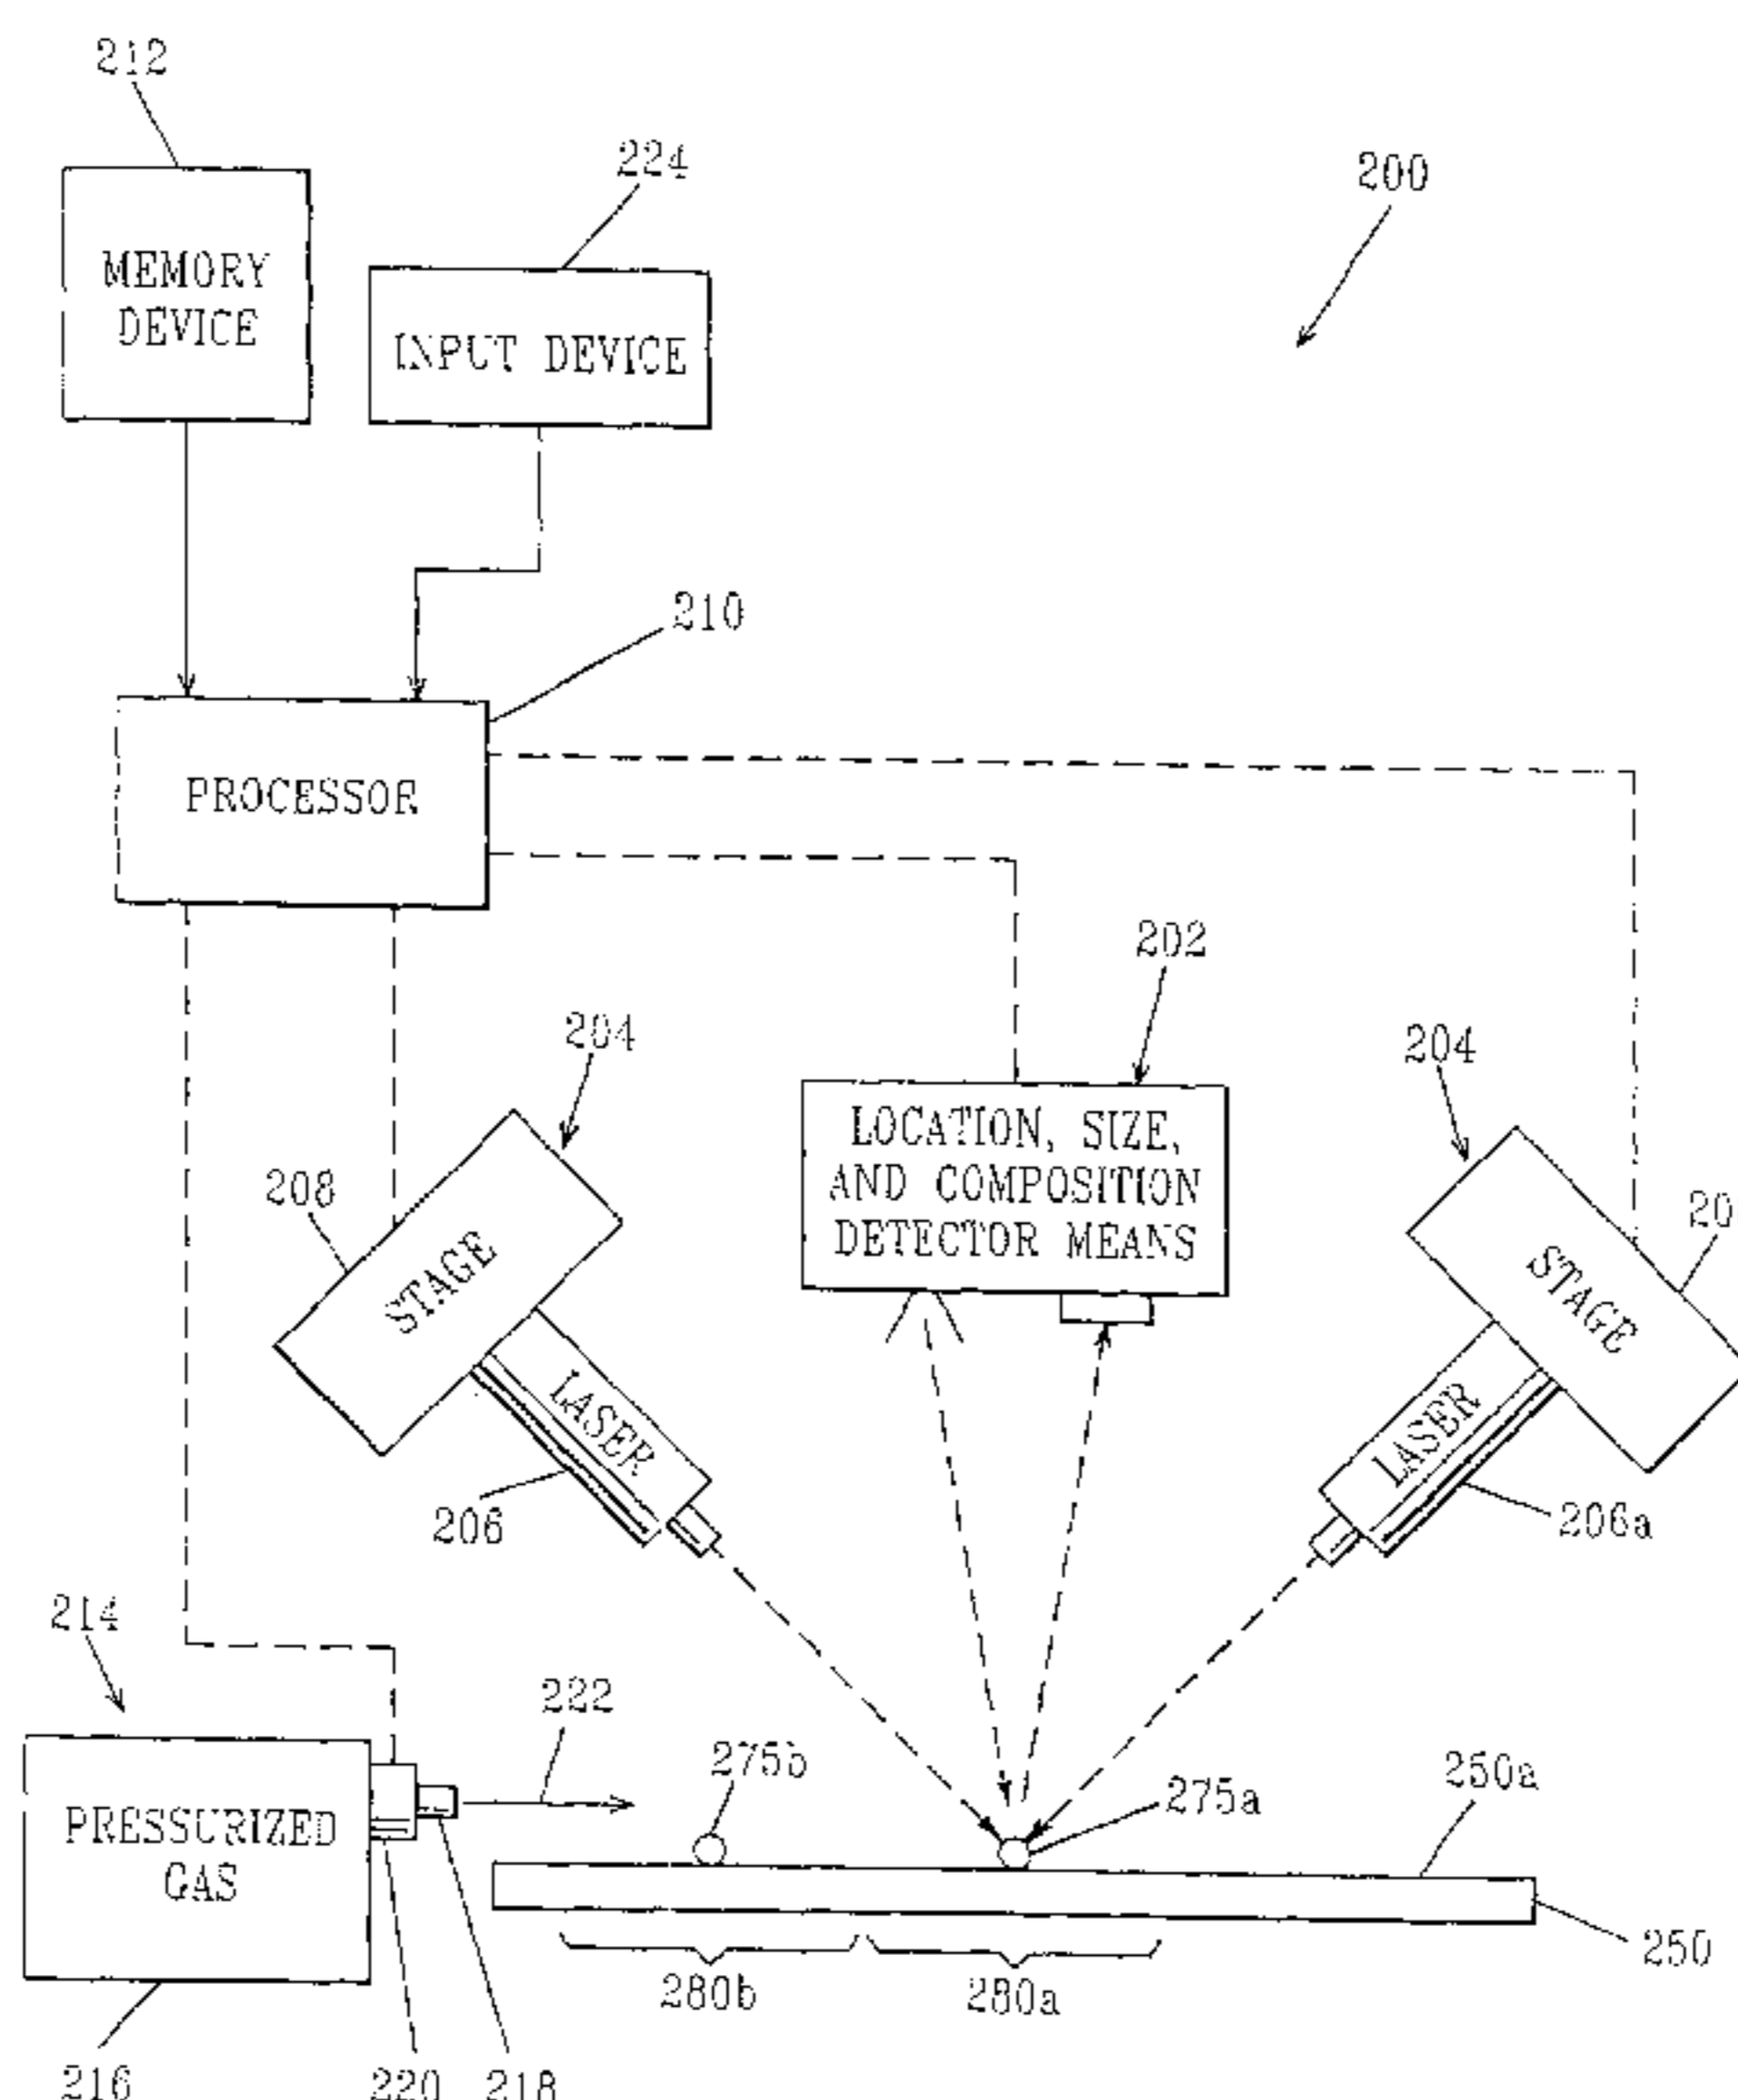 212
224
200
MEMORY
DEVICE
INPUT DEVICE
210
PROCESSOR
202
204
204
LOCATION, SIZE,
AND COMPOSITION
DETECTOR MEANS
208
STAGE
STAGE
LASER
LASER
206
206a
214
222
275b
275a
250a
PRESSURIZED
GAS
250
280b
280a
216
220
218